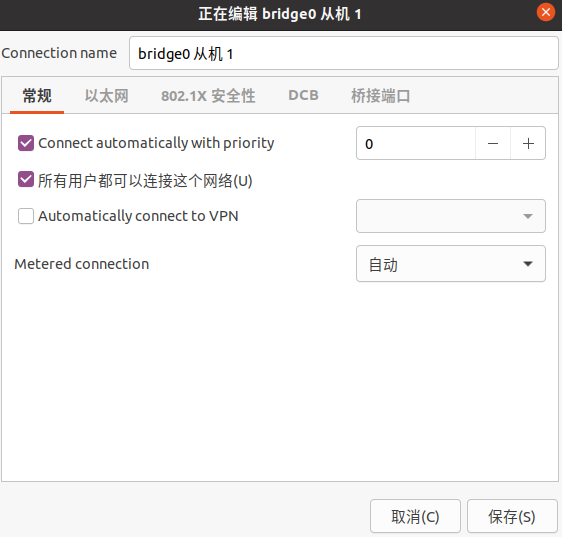 正在编辑 bridge0 从机 1
Connection name bridge0 从机 1
常规 以太网 802.1X 安全性 DCB 桥接端口
Connect automatically with priority 0
所有用户都可以连接这个网络(U)
Automatically connect to VPN
Metered connection 自动
取消(C) 保存(S)